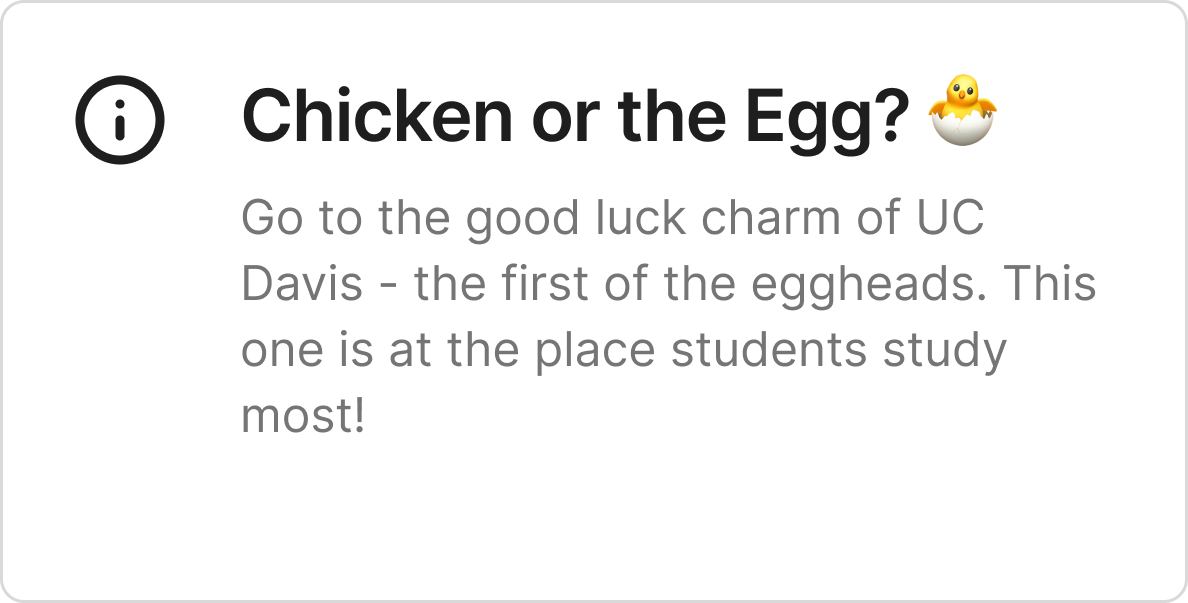 Chicken or the Egg? 🐣
Go to the good luck charm of UC
Davis - the first of the eggheads. This
one is at the place students study
most!